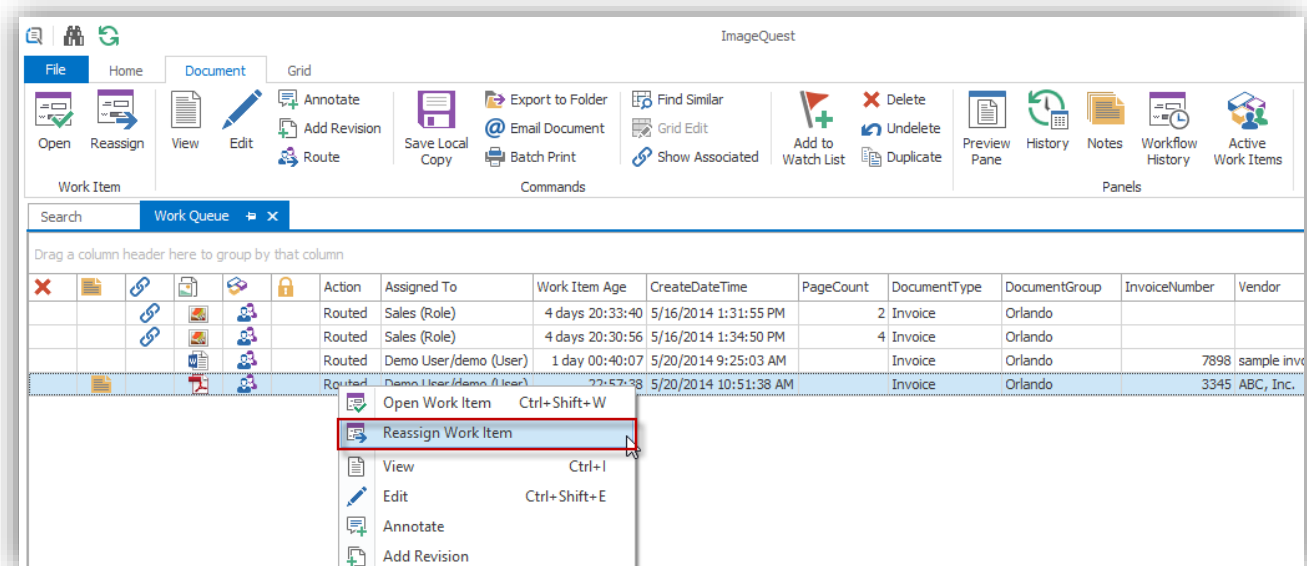 ImageQuest
File Home Document Grid
Open Reassign View Edit Annotate Add Revision Route Save Local Copy Export to Folder Email Document Batch Print Find Similar Grid Edit Show Associated Add to Watch List Delete Undelete Duplicate Preview Pane History Notes Workflow History Active Work Items
Work Item Commands Panels
Search Work Queue
Drag a column header here to group by that column
Action Assigned To Work Item Age CreateDateTime PageCount DocumentType DocumentGroup InvoiceNumber Vendor
Routed Sales (Role) 4 days 20:33:40 5/16/2014 1:31:55 PM 2 Invoice Orlando
Routed Sales (Role) 4 days 20:30:56 5/16/2014 1:34:50 PM 4 Invoice Orlando
Routed Demo User/demo (User) 1 day 00:40:07 5/20/2014 9:25:03 AM Invoice Orlando 7898 sample invo
Routed Demo User/demo (User) 22:57:38 5/20/2014 10:51:38 AM Invoice Orlando 3345 ABC, Inc.
Open Work Item Ctrl+Shift+W
Reassign Work Item
View Ctrl+I
Edit Ctrl+Shift+E
Annotate
Add Revision